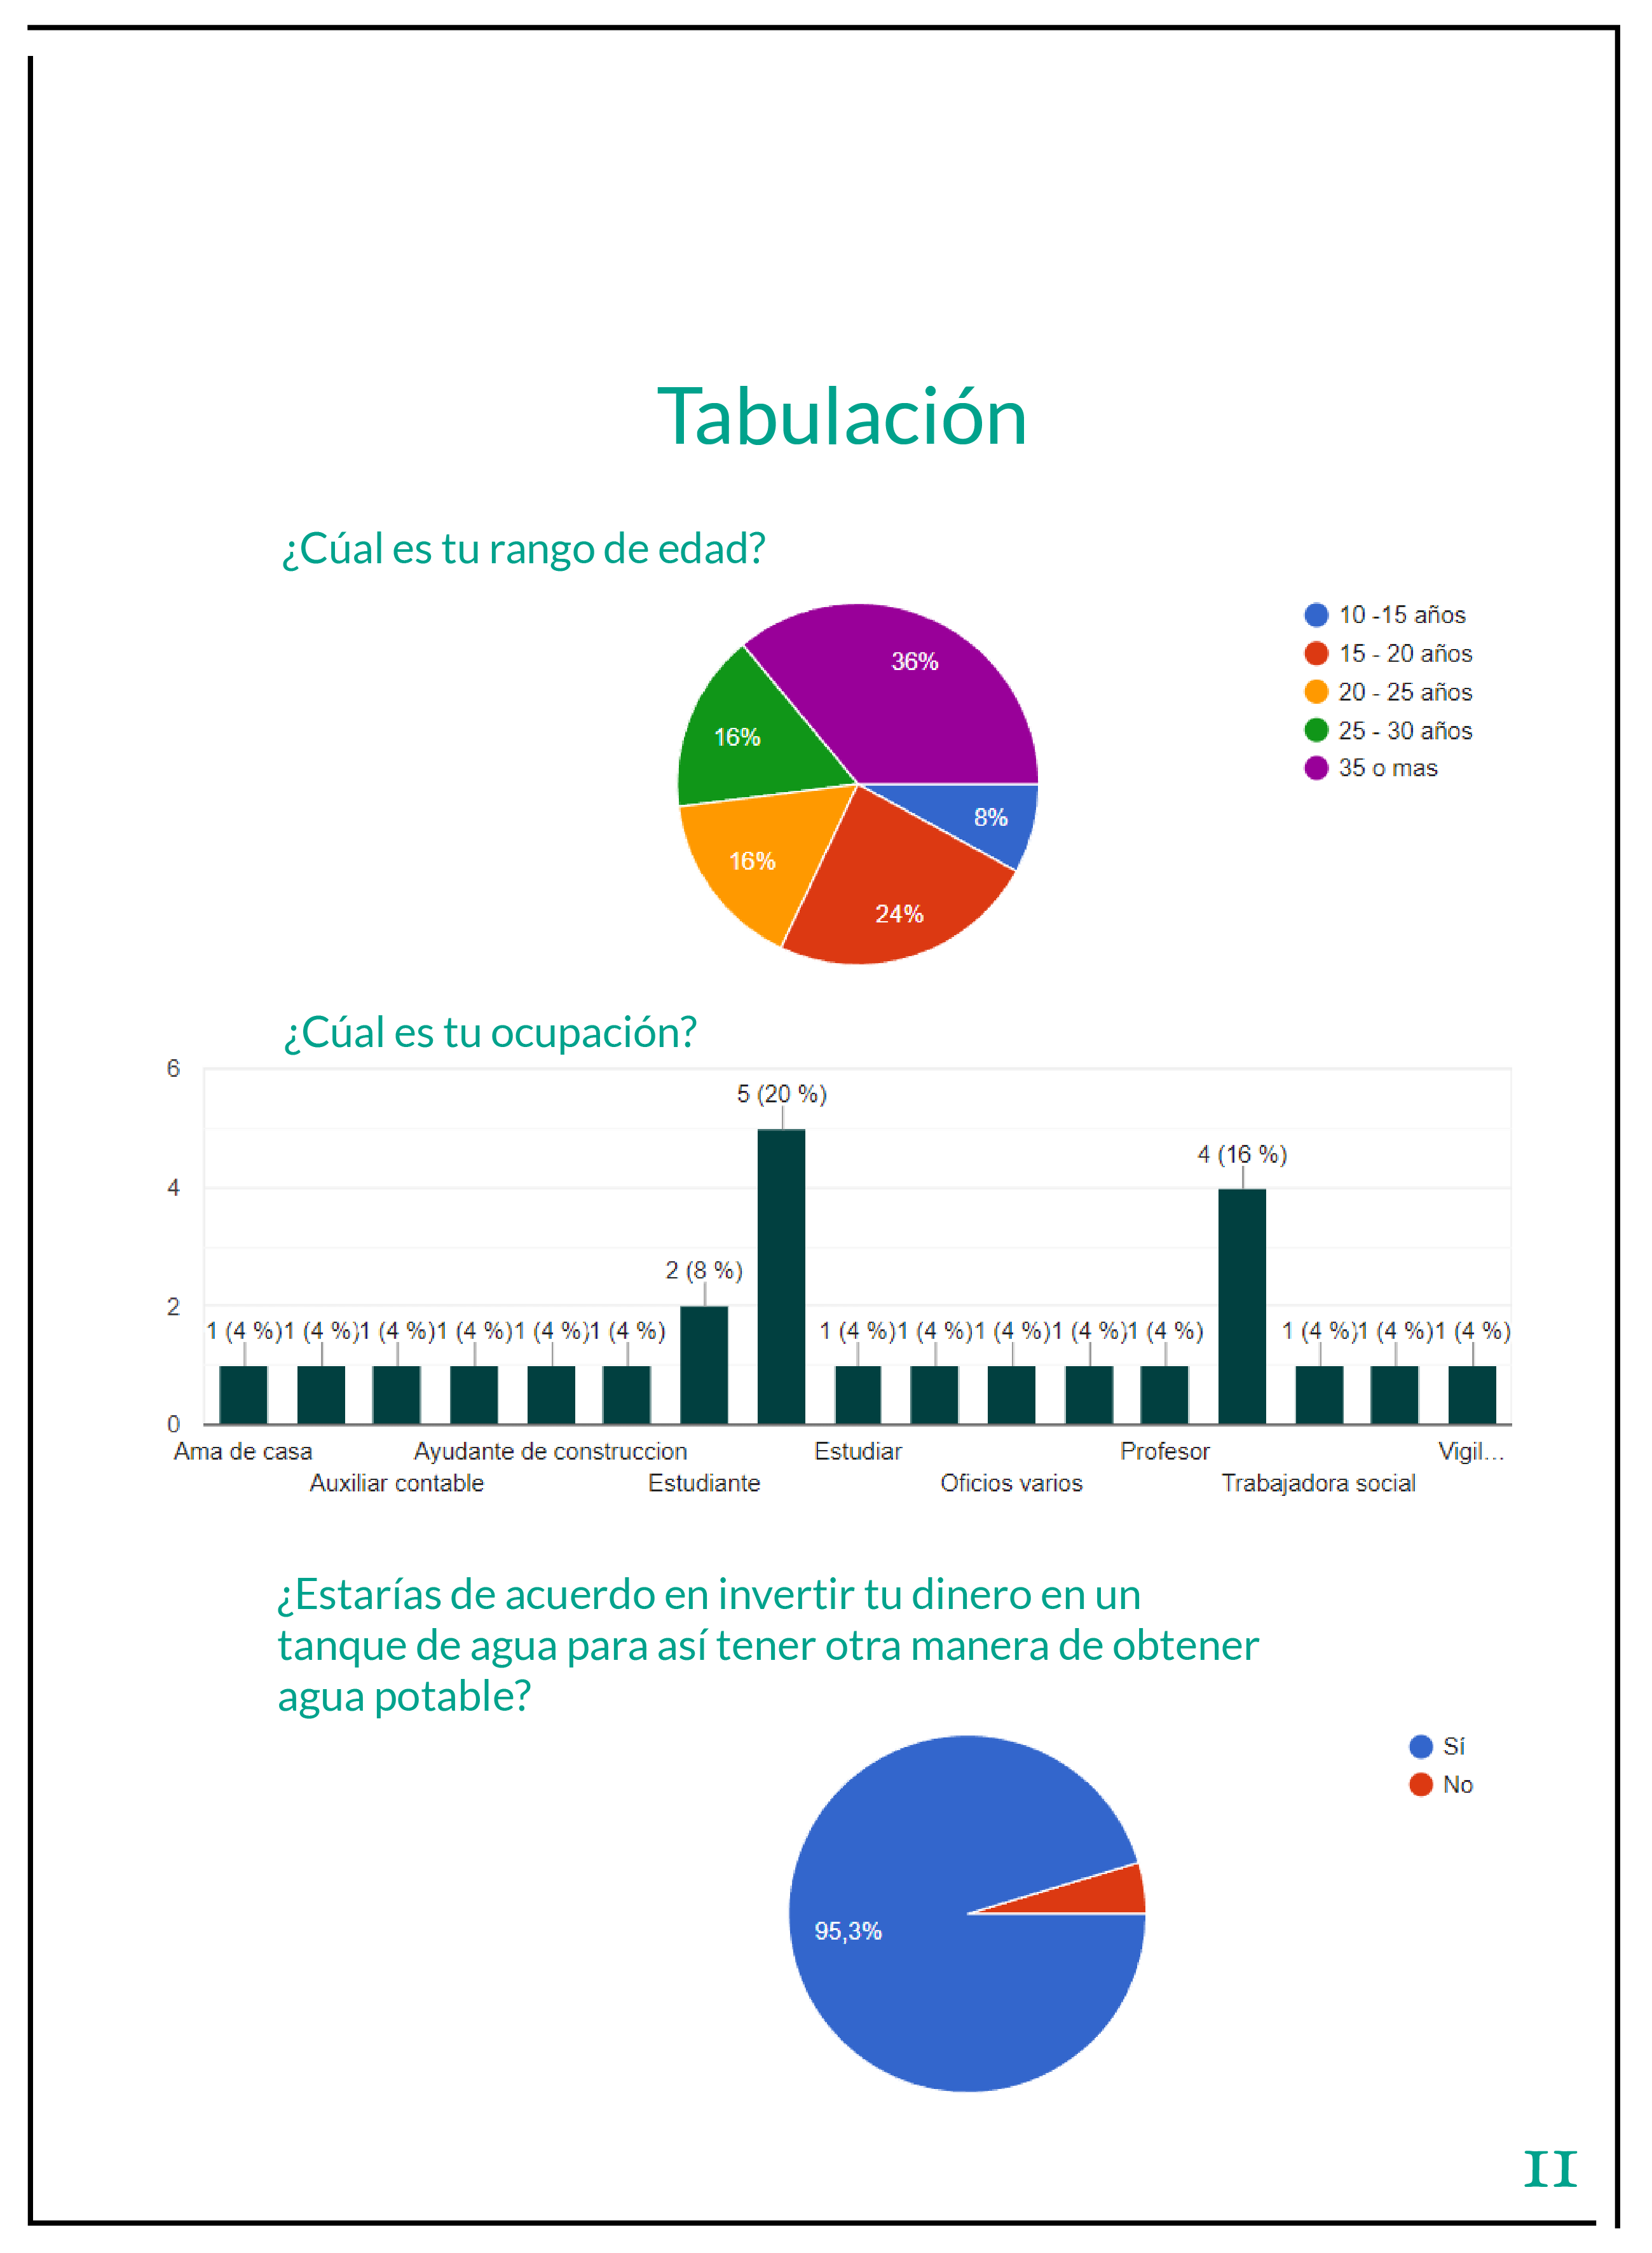 Tabulación
¿Cúal es tu rango de edad?
36%
16%
8%
16%
24%
10 -15 años
15 - 20 años
20 - 25 años
25 - 30 años
35 o mas
¿Cúal es tu ocupación?
6
4
2
0
5 (20 %)
4 (16 %)
2 (8 %)
1 (4 %) 1 (4 %) 1 (4 %) 1 (4 %) 1 (4 %) 1 (4 %) 1 (4 %) 1 (4 %) 1 (4 %) 1 (4 %) 1 (4 %) 1 (4 %) 1 (4 %) 1 (4 %)
Ama de casa Ayudante de construccion Estudiar Profesor Vigil...
Auxiliar contable Estudiante Oficios varios Trabajadora social
¿Estarías de acuerdo en invertir tu dinero en un
tanque de agua para así tener otra manera de obtener
agua potable?
Sí
No
95,3%
11